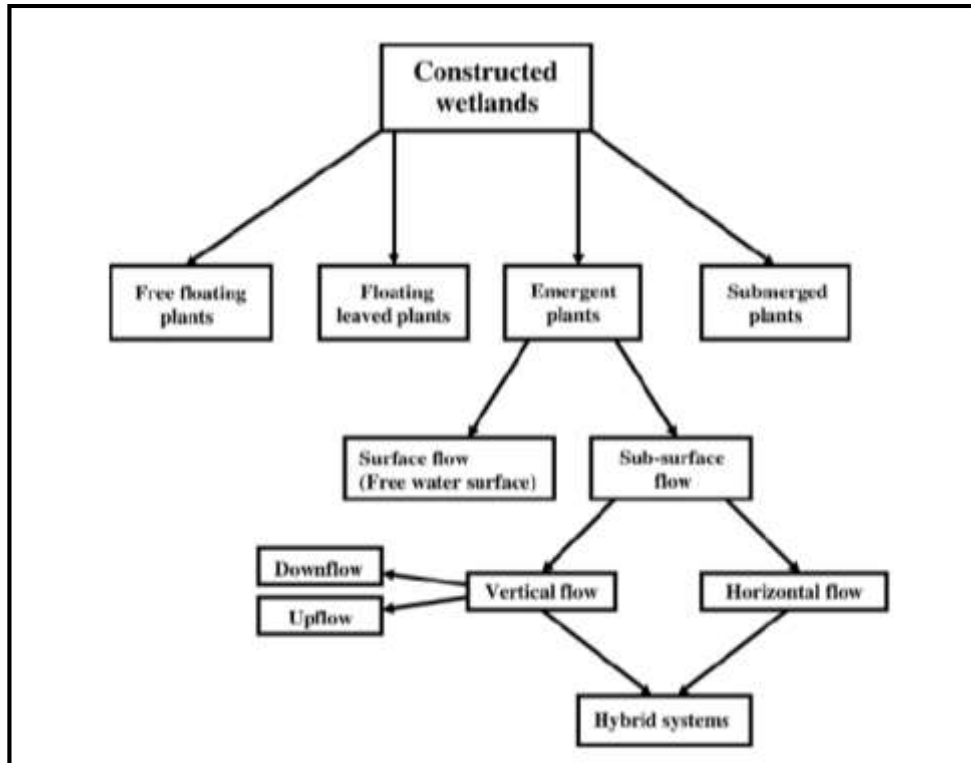 Constructed
wetlands
Free floating
plants
Floating
leaved plants
Emergent
plants
Submerged
plants
Surface flow
(Free water surface)
Sub-surface
flow
Downflow
Upflow
Vertical flow
Horizontal flow
Hybrid systems